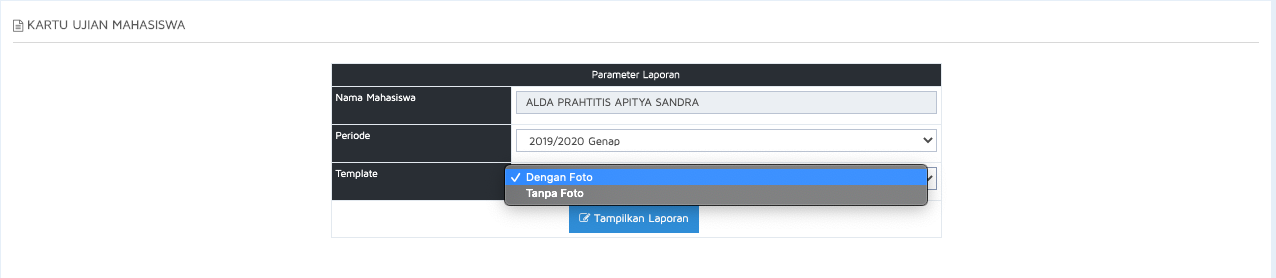 KARTU UJIAN MAHASISWA
Parameter Laporan
Nama Mahasiswa
ALDA PRAHTITIS APITYA SANDRA
Periode
2019/2020 Genap
Template
✓ Dengan Foto
Tanpa Foto
Tampilkan Laporan